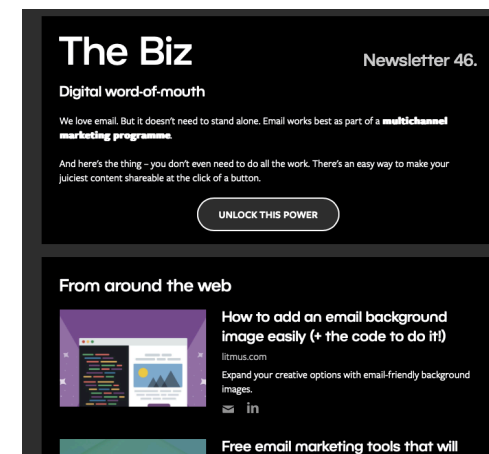 The Biz
Newsletter 46.
Digital word-of-mouth
We love email. But it doesn't need to stand alone. Email works best as part of a multichannel
marketing programme.
And here's the thing – you don't even need to do all the work. There's an easy way to make your
juiciest content shareable at the click of a button.
UNLOCK THIS POWER
From around the web
How to add an email background
image easily (+ the code to do it!)
litmus.com
Expand your creative options with email-friendly background
images.
in
Free email marketing tools that will